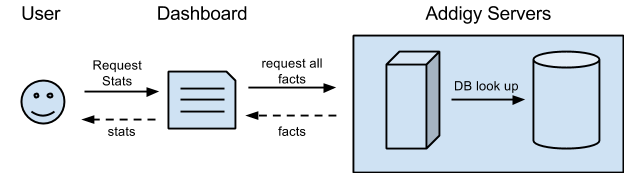 User
Dashboard
Addigy Servers
Request
Stats
request all
facts
DB look up
stats
facts